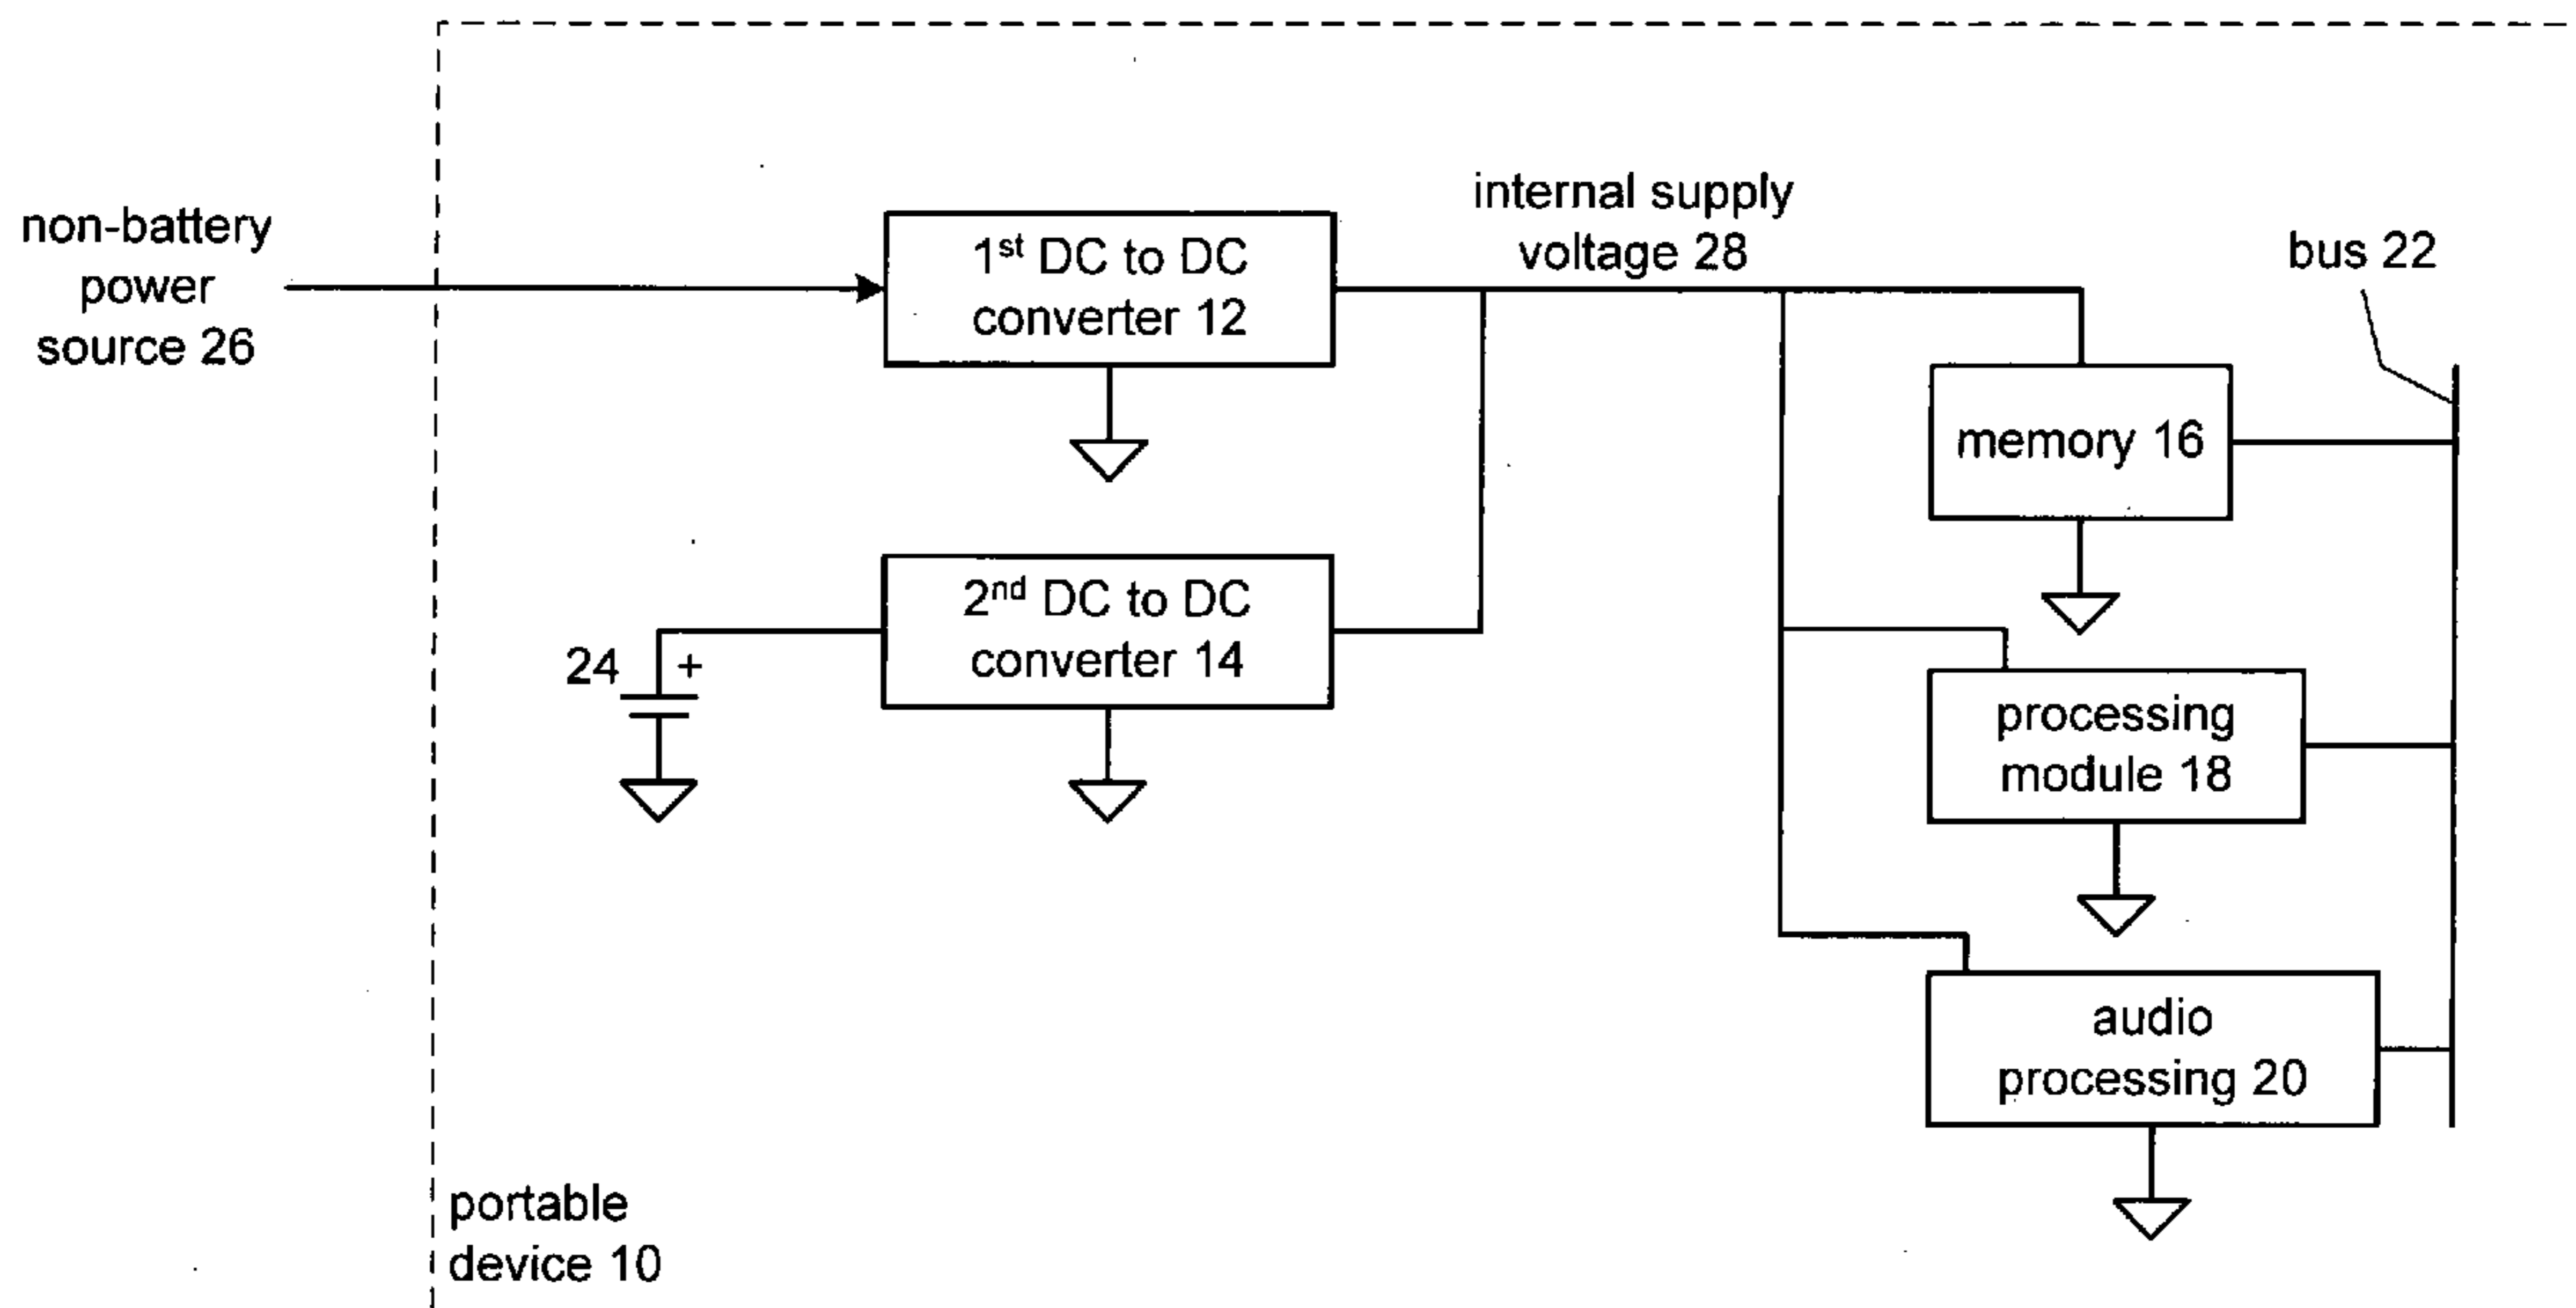 non-battery
power
source 26
1st DC to DC
converter 12
internal supply
voltage 28
bus 22
memory 16
24 +
2nd DC to DC
converter 14
processing
module 18
audio
processing 20
portable
device 10